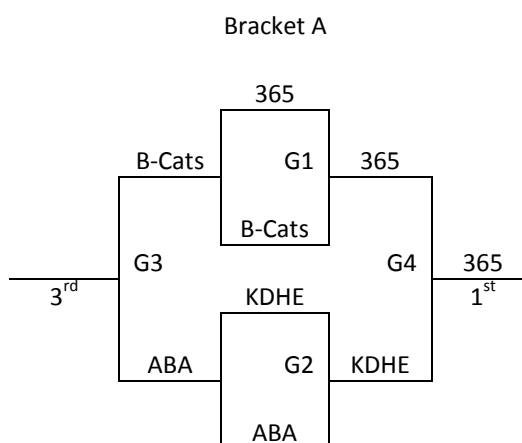 Bracket A
365
B-Cats G1 365
B-Cats
G3 G4 365
3rd KDHE 1st
ABA G2 KDHE
ABA